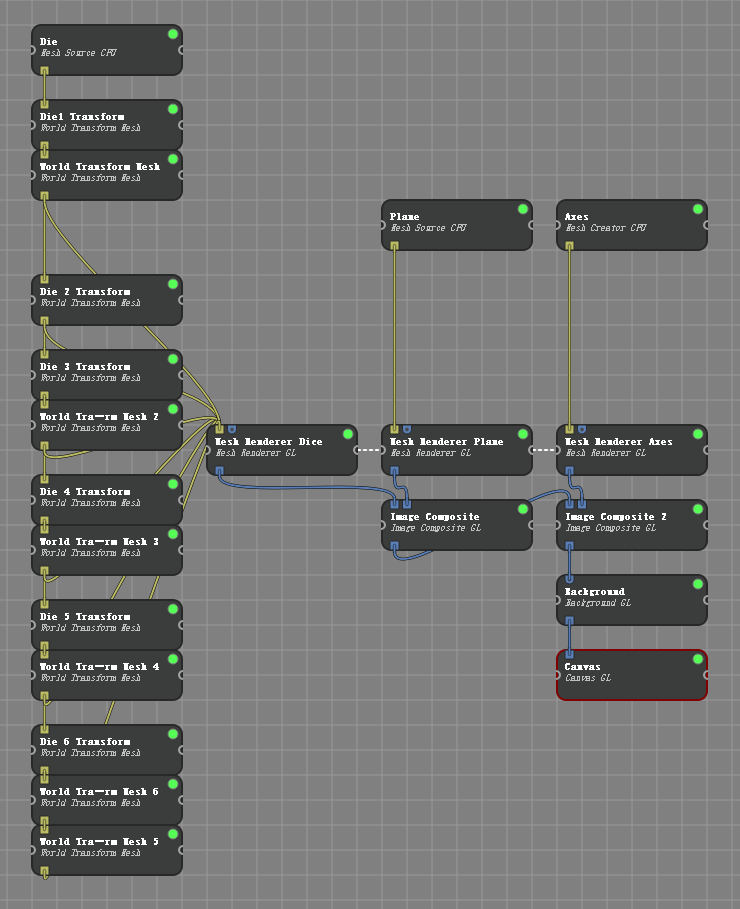 Die
Mesh Source CPU
Die1 Transform
World Transform Mesh
World Transform Mesh
World Transform Mesh
Die 2 Transform
World Transform Mesh
Die 3 Transform
World Transform Mesh
World Tra—rm Mesh 2
World Transform Mesh
Die 4 Transform
World Transform Mesh
World Tra—rm Mesh 3
World Transform Mesh
Die 5 Transform
World Transform Mesh
World Tra—rm Mesh 4
World Transform Mesh
Die 6 Transform
World Transform Mesh
World Tra—rm Mesh 6
World Transform Mesh
World Tra—rm Mesh 5
World Transform Mesh
Mesh Renderer Dice
Mesh Renderer GL
Plane
Mesh Source CPU
Mesh Renderer Plane
Mesh Renderer GL
Image Composite
Image Composite GL
Axes
Mesh Creator CPU
Mesh Renderer Axes
Mesh Renderer GL
Image Composite 2
Image Composite GL
Background
Background GL
Canvas
Canvas GL